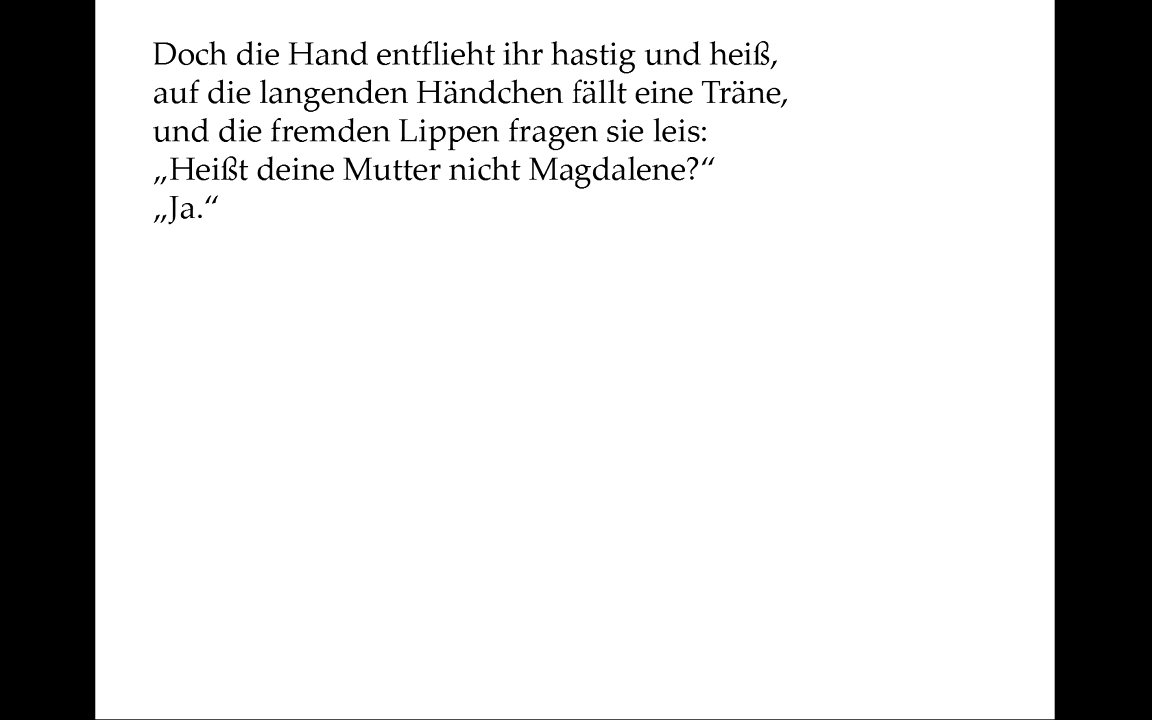 Doch die Hand entflieht ihr hastig und heiß,
auf die langenden Händchen fällt eine Träne,
und die fremden Lippen fragen sie leis:
„Heißt deine Mutter nicht Magdalene?“
„Ja.“